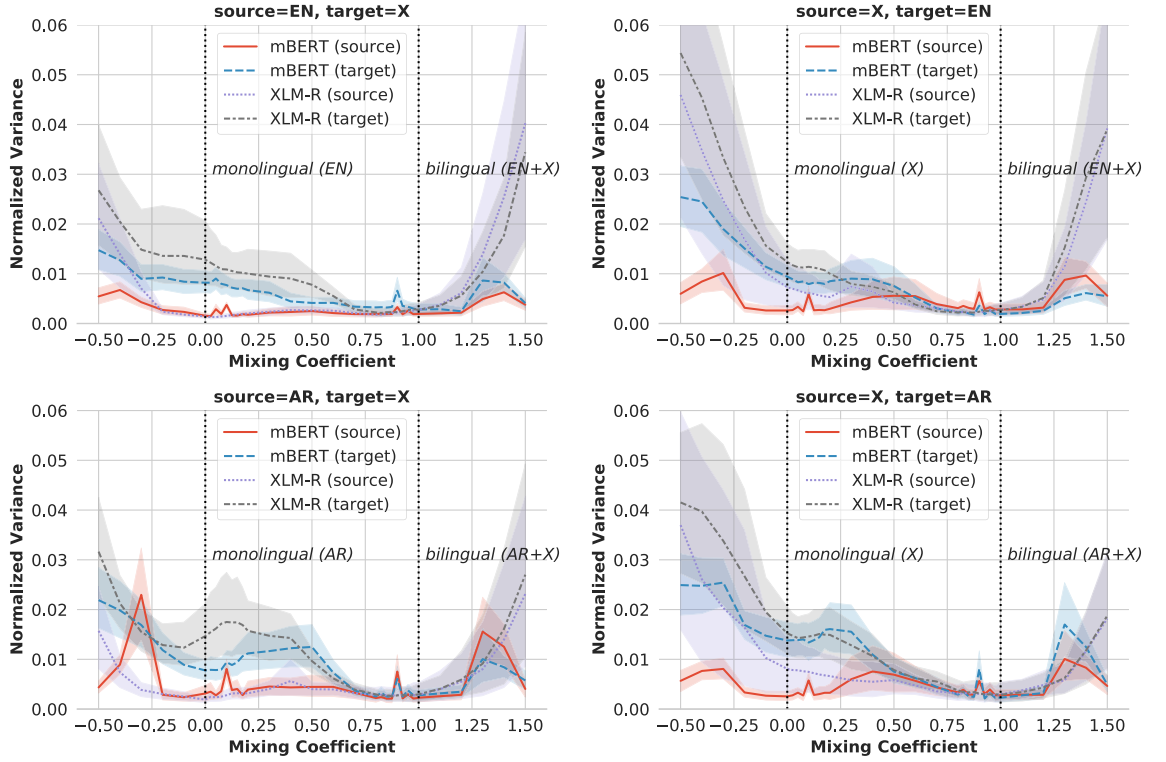 source=EN, target=X
0.06
0.05
0.04
0.03
0.02
0.01
0.00
Normalized Variance
mBERT (source)
mBERT (target)
XLM-R (source)
XLM-R (target)
monolingual (EN)
bilingual (EN+X)
−0.50 −0.25 0.00 0.25 0.50 0.75 1.00 1.25 1.50
Mixing Coefficient
source=X, target=EN
0.06
0.05
0.04
0.03
0.02
0.01
0.00
Normalized Variance
mBERT (source)
mBERT (target)
XLM-R (source)
XLM-R (target)
monolingual (X)
bilingual (EN+X)
−0.50 −0.25 0.00 0.25 0.50 0.75 1.00 1.25 1.50
Mixing Coefficient
source=AR, target=X
0.06
0.05
0.04
0.03
0.02
0.01
0.00
Normalized Variance
mBERT (source)
mBERT (target)
XLM-R (source)
XLM-R (target)
monolingual (AR)
bilingual (AR+X)
−0.50 −0.25 0.00 0.25 0.50 0.75 1.00 1.25 1.50
Mixing Coefficient
source=X, target=AR
0.06
0.05
0.04
0.03
0.02
0.01
0.00
Normalized Variance
mBERT (source)
mBERT (target)
XLM-R (source)
XLM-R (target)
monolingual (X)
bilingual (AR+X)
−0.50 −0.25 0.00 0.25 0.50 0.75 1.00 1.25 1.50
Mixing Coefficient